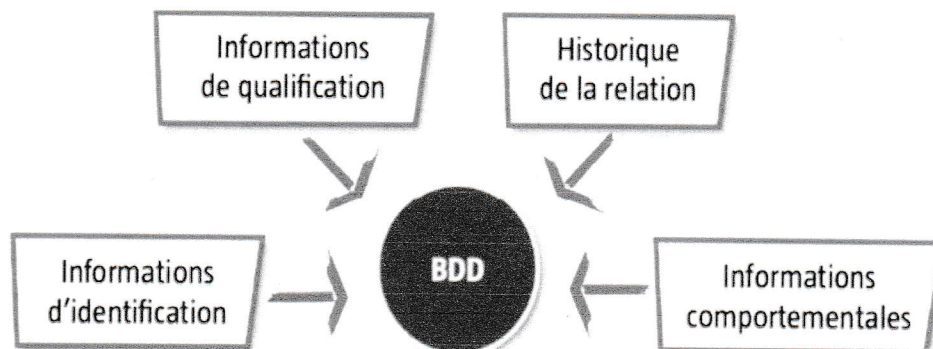 Informations
de qualification
Historique
de la relation
Informations
d'identification
BDD
Informations
comportementales